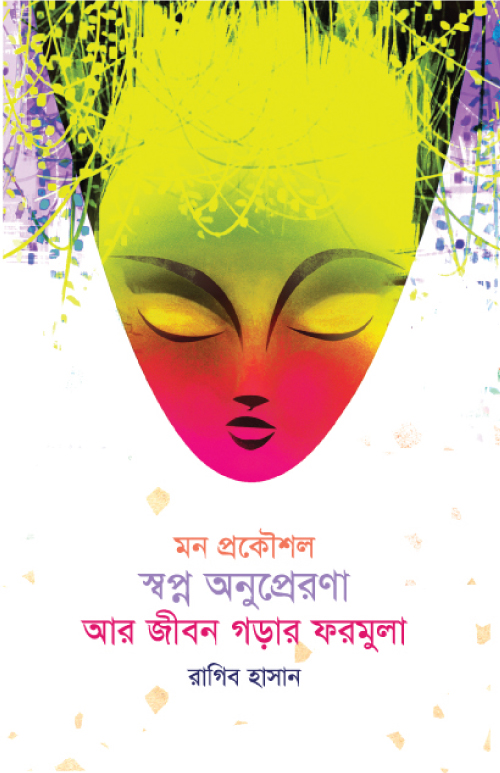 মন প্রকৌশল
স্বপ্ন অনুপ্রেরণা
আর জীবন গড়ার ফরমুলা
রাগিব হাসান